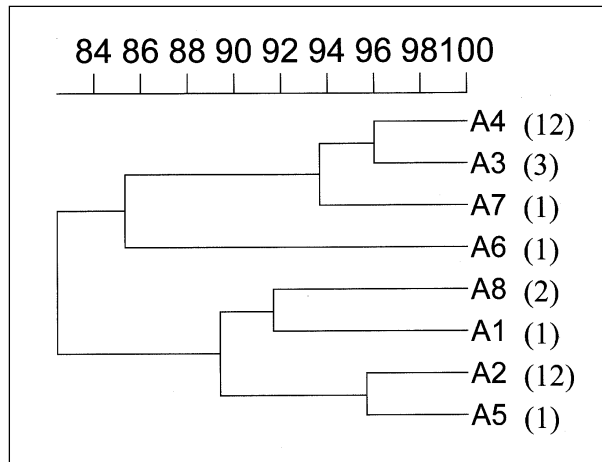 84 86 88 90 92 94 96 98 100
A4 (12)
A3 (3)
A7 (1)
A6 (1)
A8 (2)
A1 (1)
A2 (12)
A5 (1)